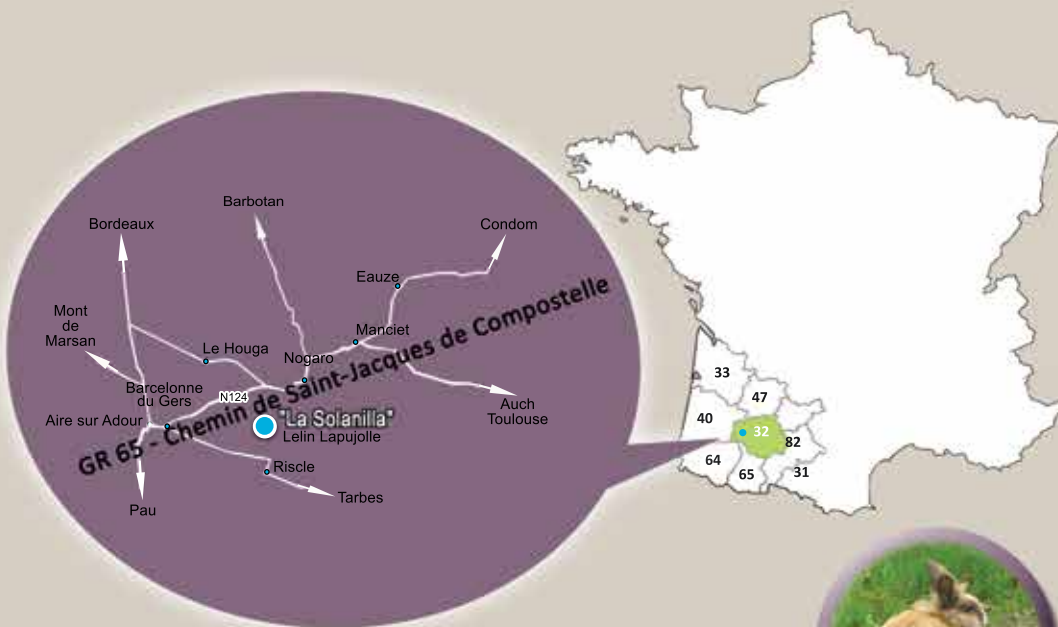 Barbotan
Bordeaux
Condom
Eauze
Mont
de
Marsan
Manciet
Le Houga
Nogaro
Barcelonne
du Gers
N124
Aire sur Adour
"La Solanilla"
Lelin Lapujolle
Auch
Toulouse
GR 65 - Chemin de Saint-Jacques de Compostelle
Riscle
Tarbes
Pau
33
47
40
32
82
64
65
31